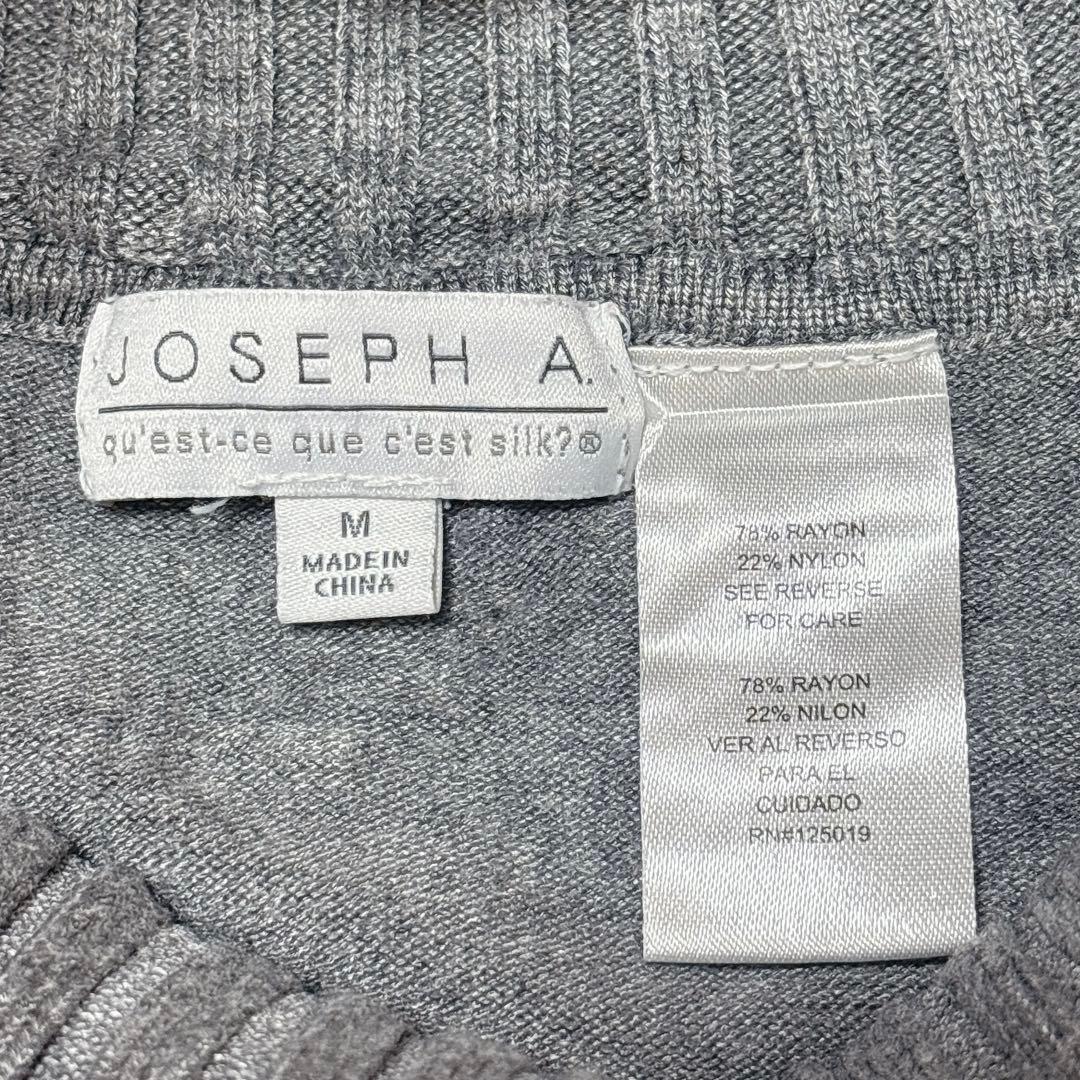 JOSEPH A.
qu'est-ce que c'est silk?®
M
MADE IN
CHINA
78% RAYON
22% NYLON
SEE REVERSE
FOR CARE
78% RAYON
22% NILON
VER AL REVERSO
PARA EL
CUIDADO
RN#125019